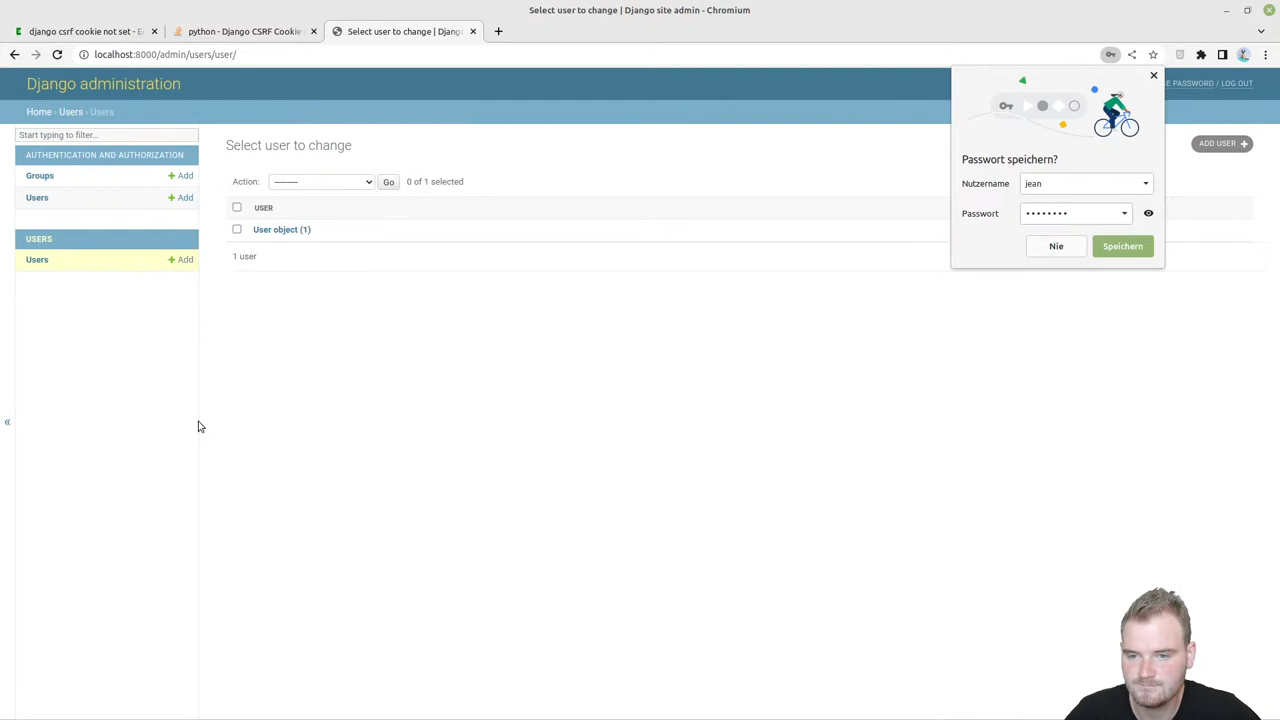 Select user to change | Django site admin - Chromium
django csrf cookie not set - E
python - Django CSRF Cookie
Select user to change | Djang
localhost:8000/admin/users/user/
Django administration
E PASSWORD / LOG OUT
Home › Users › Users
Start typing to filter...
AUTHENTICATION AND AUTHORIZATION
Groups
+ Add
Users
+ Add
USERS
Users
+ Add
«
Select user to change
ADD USER +
Action:
---------
Go
0 of 1 selected
USER
User object (1)
1 user
Passwort speichern?
Nutzername
jean
Passwort
••••••••
Nie
Speichern